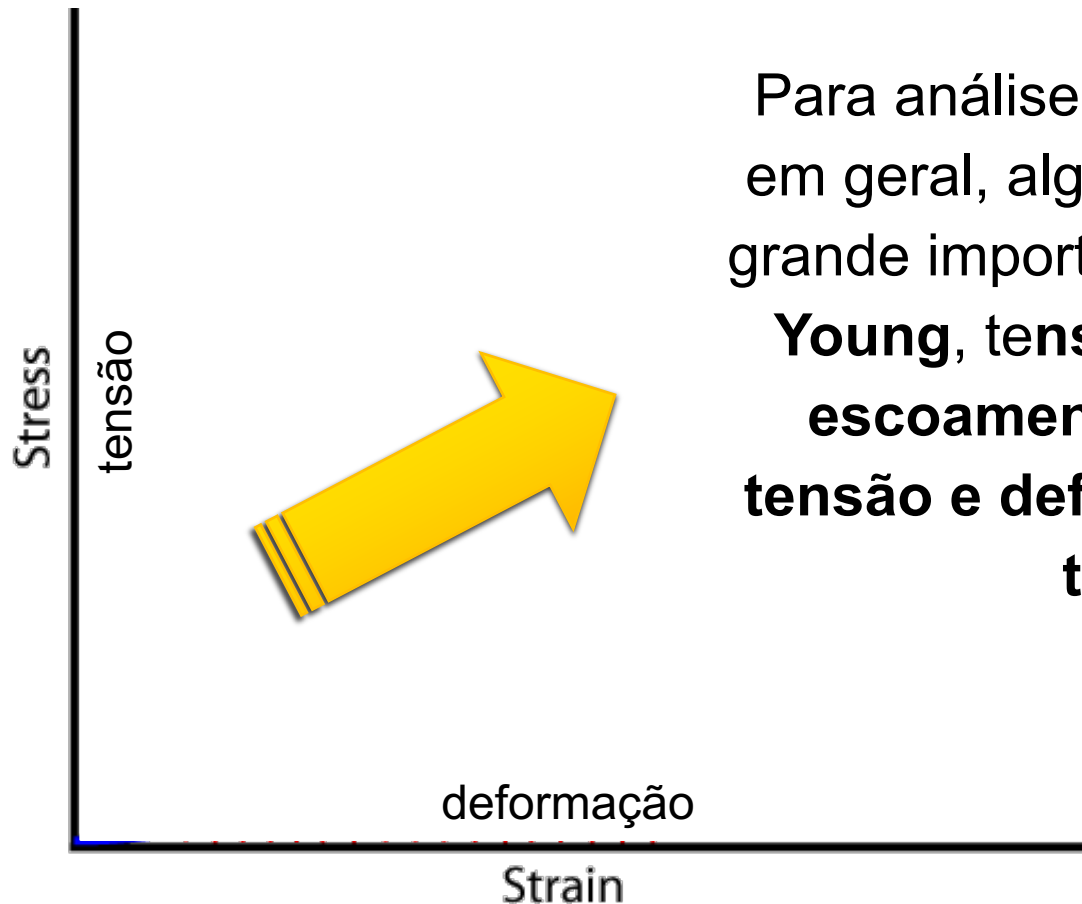 Para análise
em geral, alg
grande import
Young, tens
escoamen
tensão e def
t
Stress
tensão
deformação
Strain